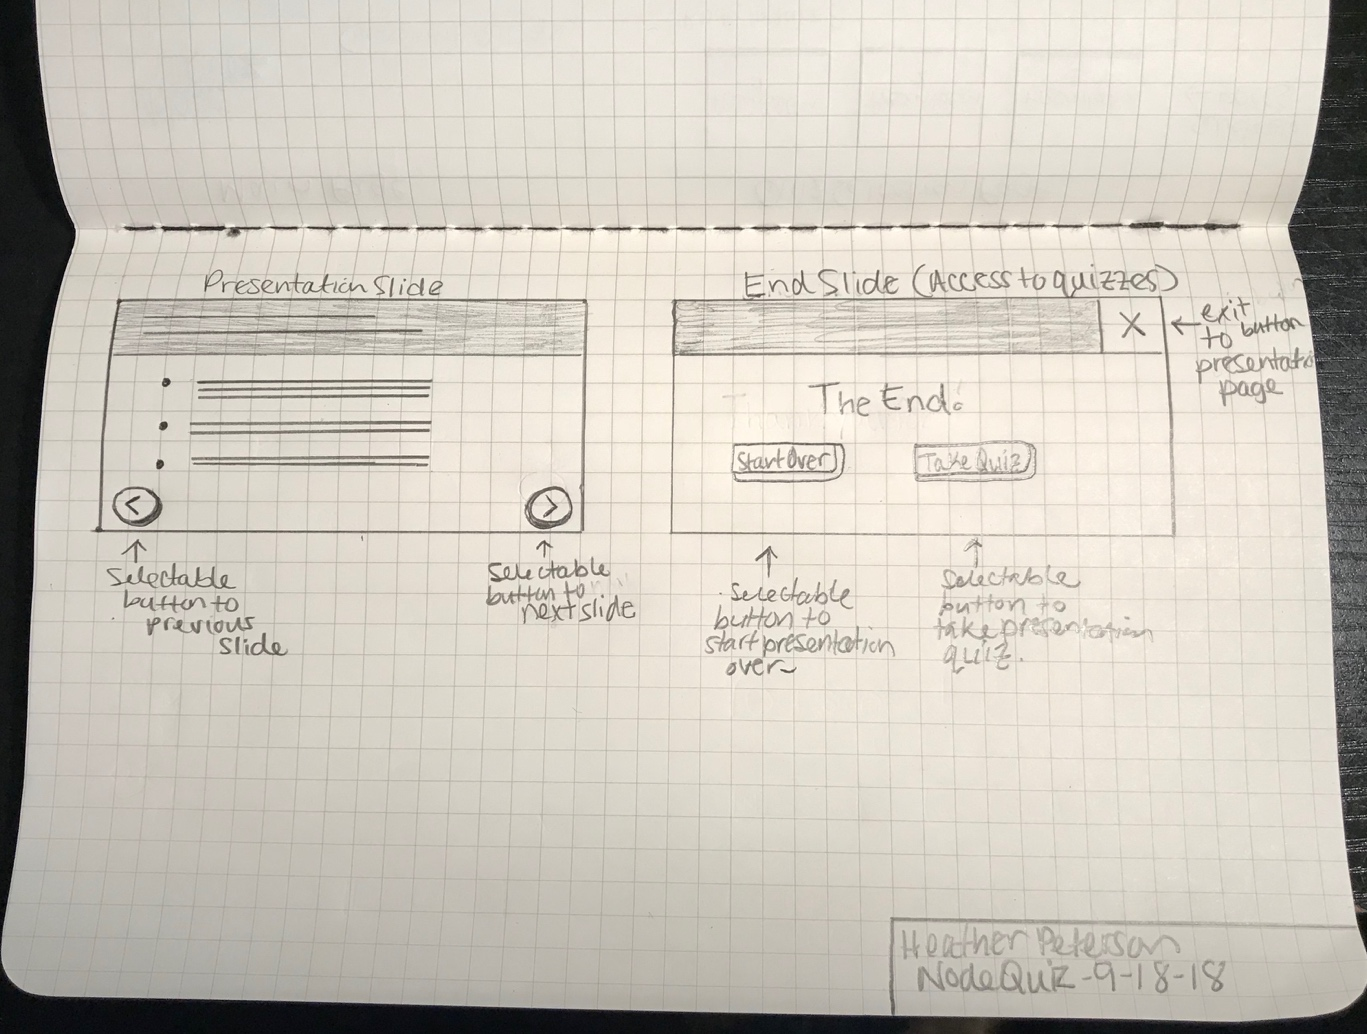 Presentation Slide
<
>
Selectable
button to
previous
slide
Selectable
button to
next slide
End Slide (Access to quizzes)
X
exit
to button
presentati
page
The End.
Start Over
Take Quiz
Selectable
button to
start presentation
over
Selectable
button to
take presentation
quiz.
Heather Peterson
NodeQuiz-9-18-18